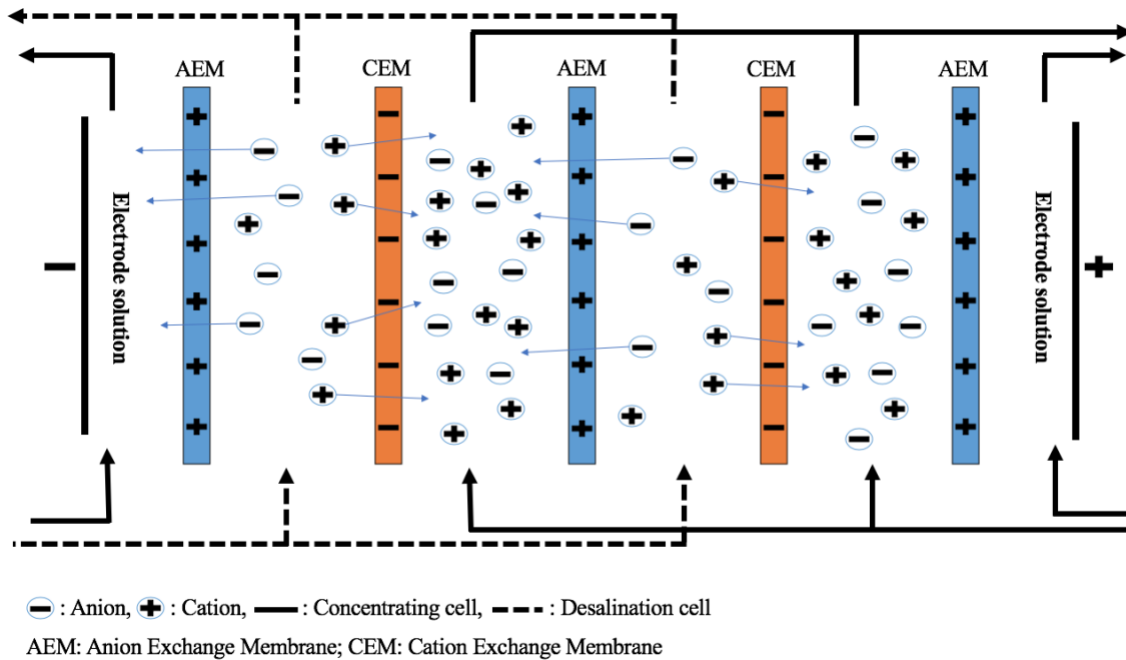 AEM
CEM
AEM
CEM
AEM
Electrode solution
Electrode solution
− : Anion, + : Cation, : Concentrating cell, : Desalination cell
AEM: Anion Exchange Membrane; CEM: Cation Exchange Membrane